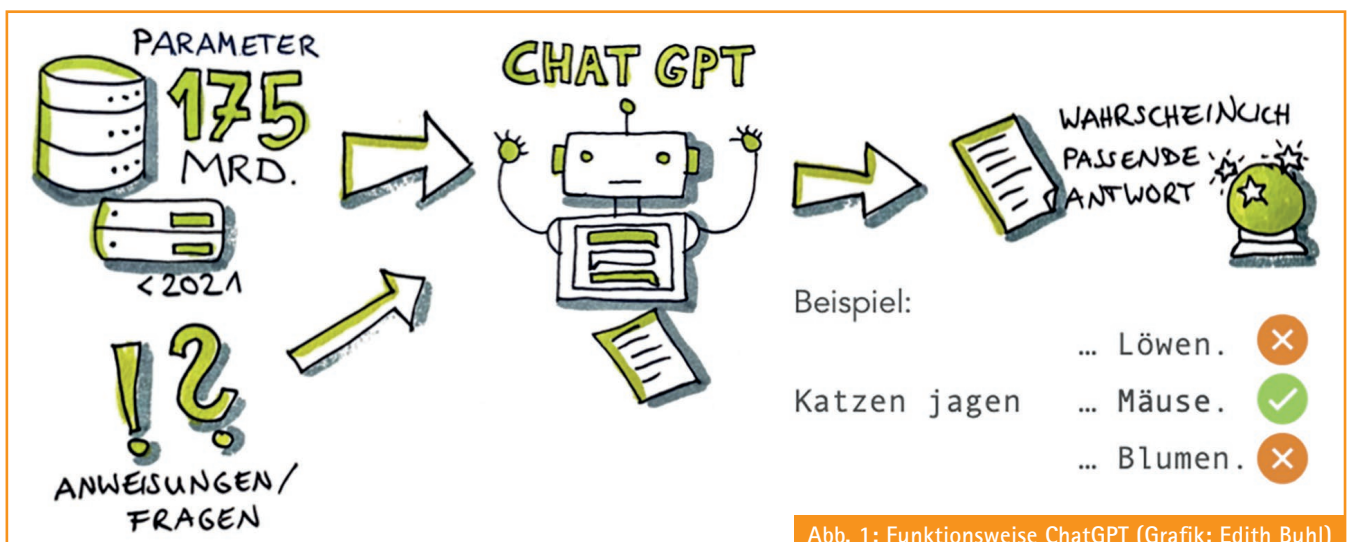 PARAMETER
175
MRD.
<2021
!?
ANWEISUNGEN/
FRAGEN
CHAT GPT
WAHRSCHEINLICH
PASSENDE
ANTWORT
Beispiel:
… Löwen.
Katzen jagen … Mäuse.
… Blumen.
Abb. 1: Funktionsweise ChatGPT (Grafik: Edith Buhl)